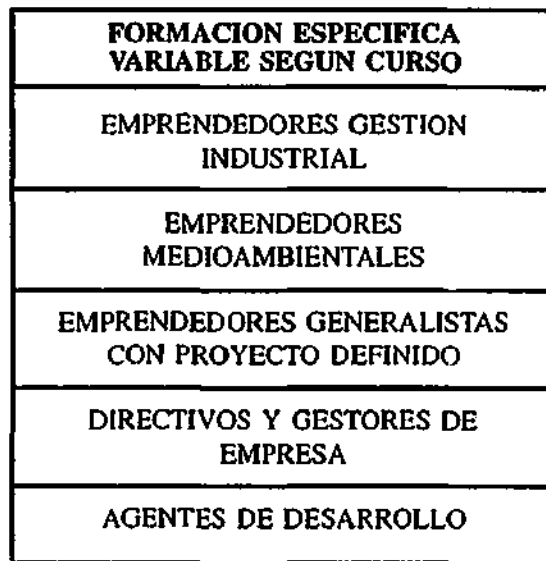 FORMACION ESPECIFICA
VARIABLE SEGUN CURSO
EMPRENDEDORES GESTION
INDUSTRIAL
EMPRENDEDORES
MEDIOAMBIENTALES
EMPRENDEDORES GENERALISTAS
CON PROYECTO DEFINIDO
DIRECTIVOS Y GESTORES DE
EMPRESA
AGENTES DE DESARROLLO